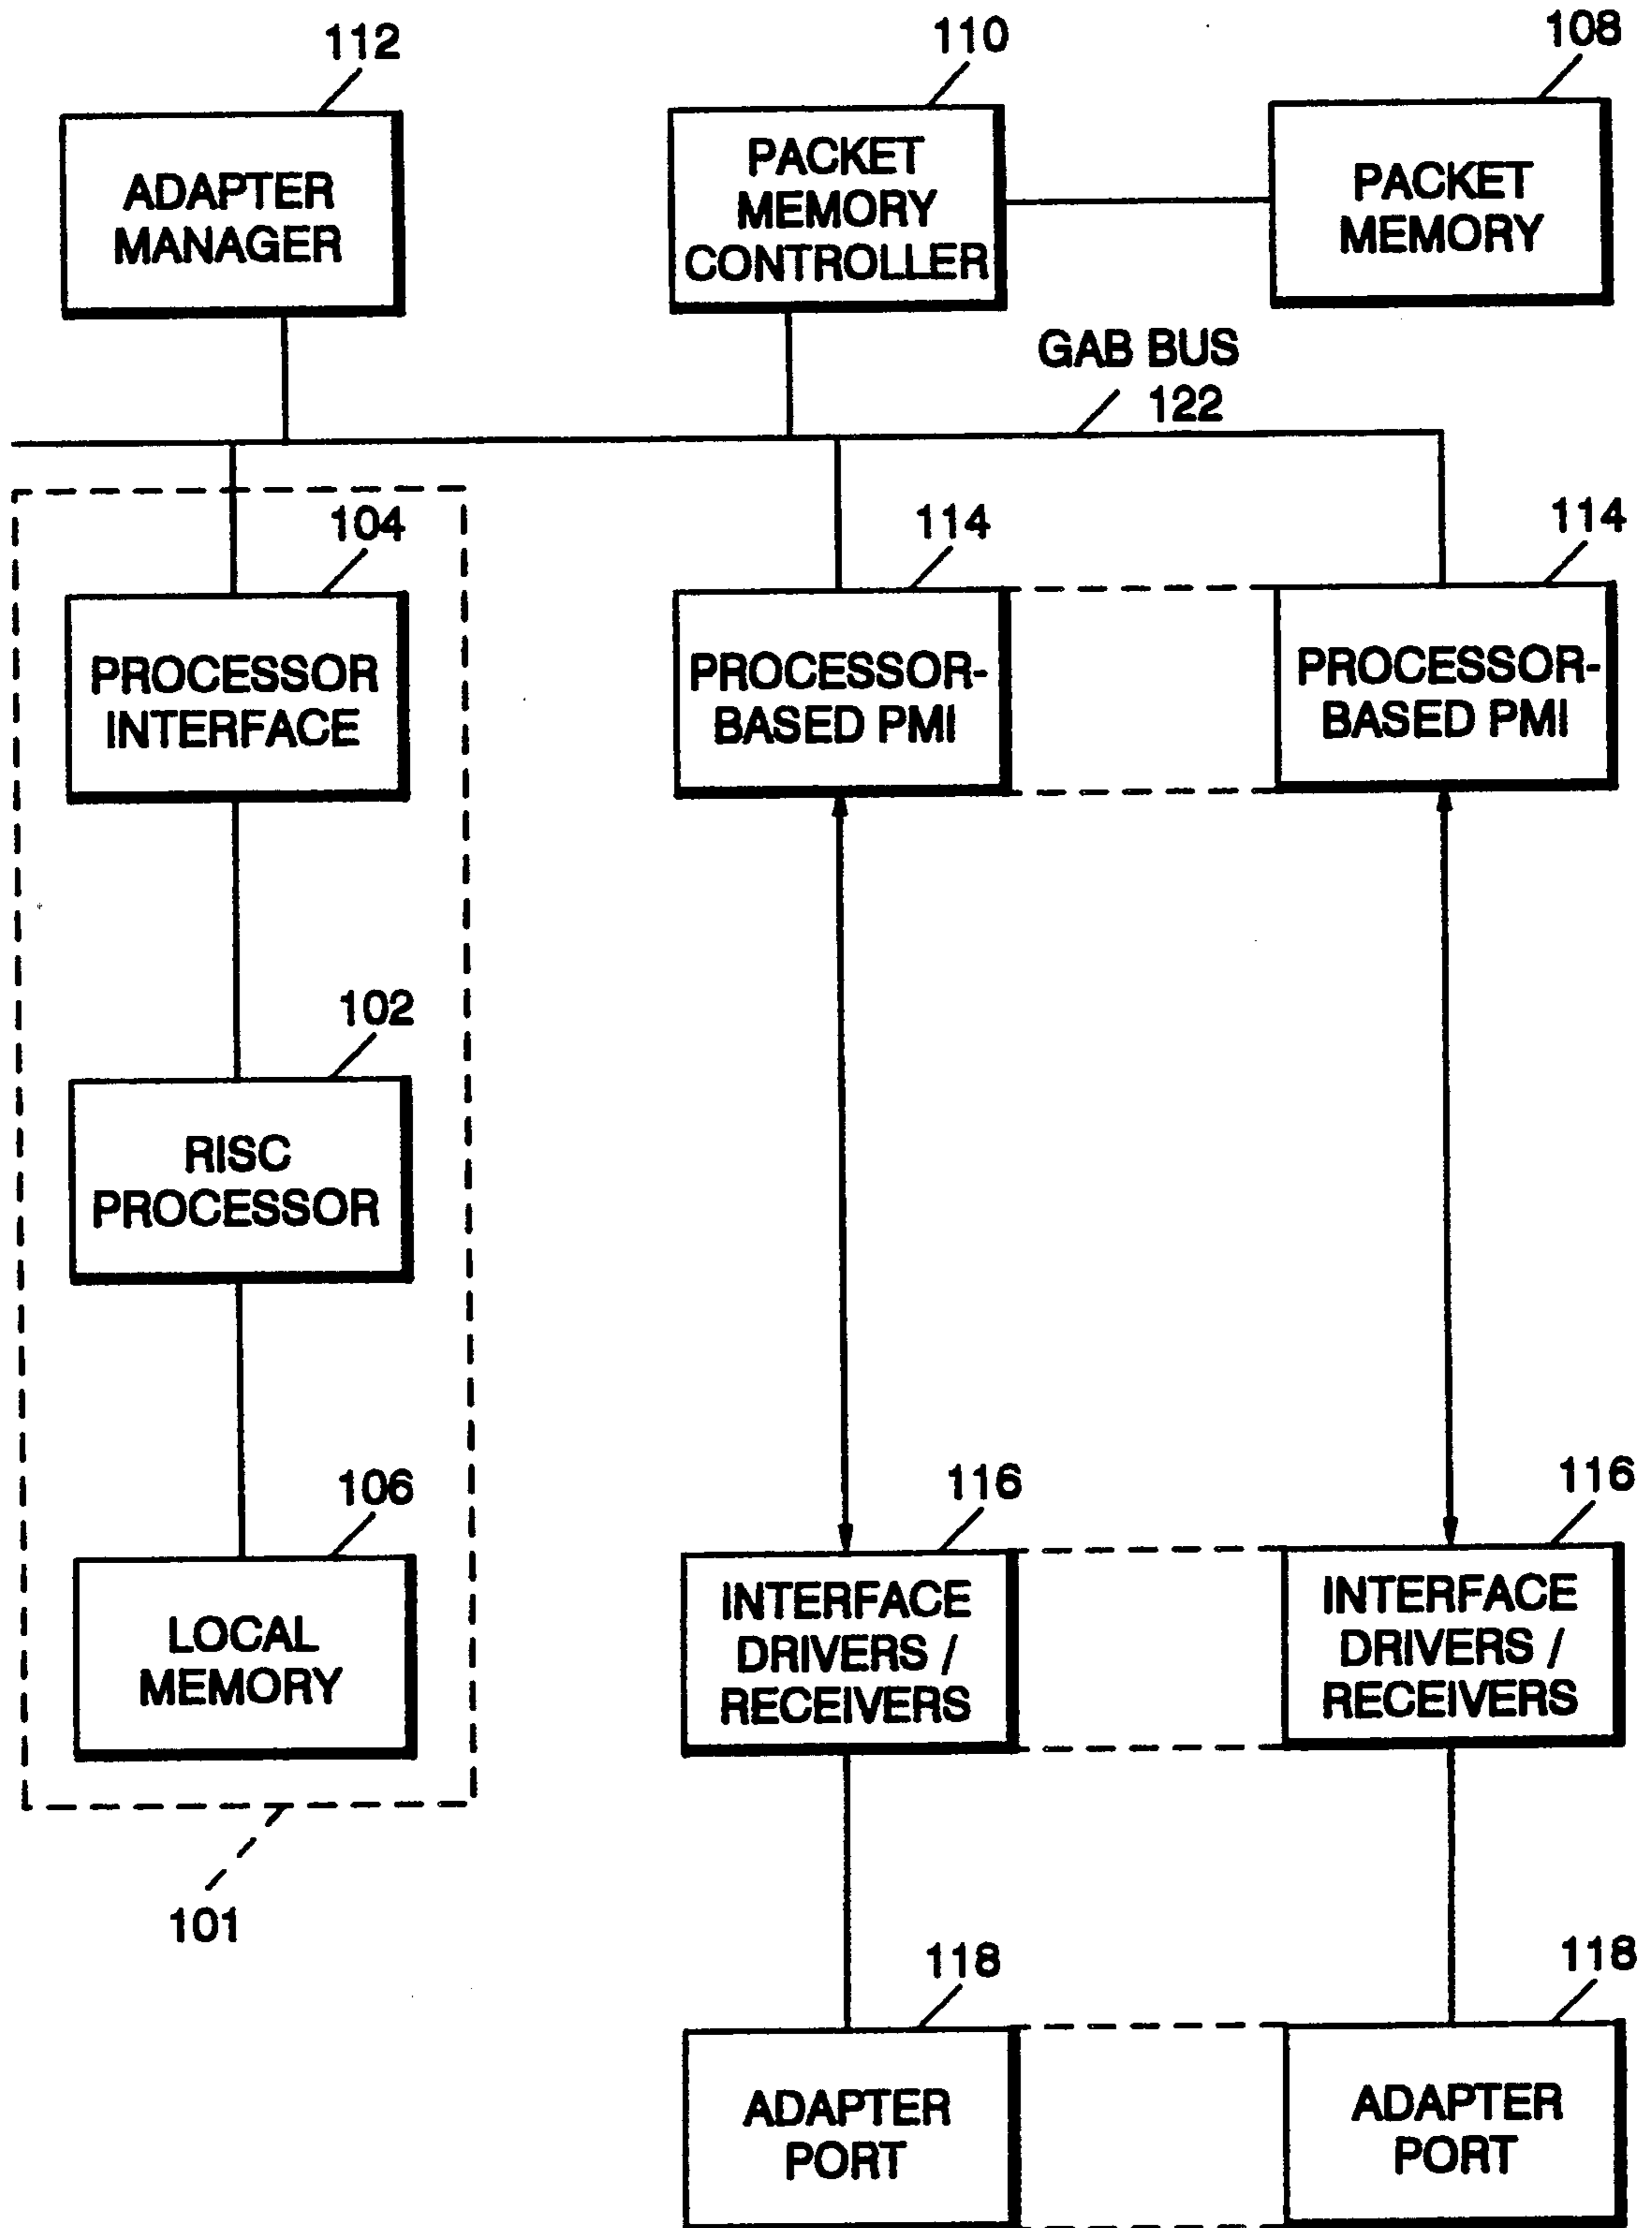 112
110
108
ADAPTER
MANAGER
PACKET
MEMORY
CONTROLLER
PACKET
MEMORY
GAB BUS
122
104
114
114
PROCESSOR
INTERFACE
PROCESSOR-
BASED PMI
PROCESSOR-
BASED PMI
102
RISC
PROCESSOR
106
116
116
LOCAL
MEMORY
INTERFACE
DRIVERS /
RECEIVERS
INTERFACE
DRIVERS /
RECEIVERS
101
118
118
ADAPTER
PORT
ADAPTER
PORT